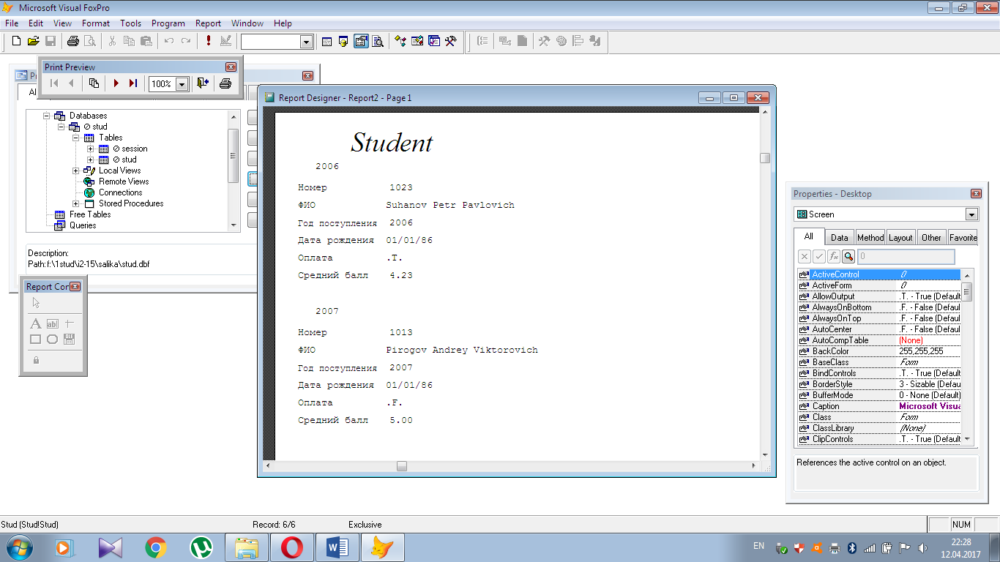 Microsoft Visual FoxPro
File Edit View Format Tools Program Report Window Help
Print Preview
100%
Databases
stud
Tables
session
stud
Local Views
Remote Views
Connections
Stored Procedures
Free Tables
Queries
Description:
Path:f:\1stud\i2-15\salika\stud.dbf
Report Con
Report Designer - Report2 - Page1
Student
2006
Номер 1023
ФИО Suhanov Petr Pavlovich
Год поступления 2006
Дата рождения 01/01/86
Оплата .T.
Средний балл 4.23
2007
Номер 1013
ФИО Pirogov Andrey Viktorovich
Год поступления 2007
Дата рождения 01/01/86
Оплата .F.
Средний балл 5.00
Properties - Desktop
Screen
All Data Method Layout Other Favorite
0
ActiveControl 0
ActiveForm 0
AllowOutput .T. - True (Default
AlwaysOnBottom .F. - False (Defaul
AlwaysOnTop .F. - False (Defaul
AutoCenter .F. - False (Defaul
AutoCompTable (None)
BackColor 255,255,255
BaseClass Form
BindControls .T. - True (Default
BorderStyle 3 - Sizable (Defau
BufferMode 0 - None (Default)
Caption Microsoft Visua
Class Form
ClassLibrary (None)
ClipControls .T. - True (Default
References the active control on an object.
Stud (Stud!Stud) Record: 6/6 Exclusive NUM
EN
22:28
12.04.2017